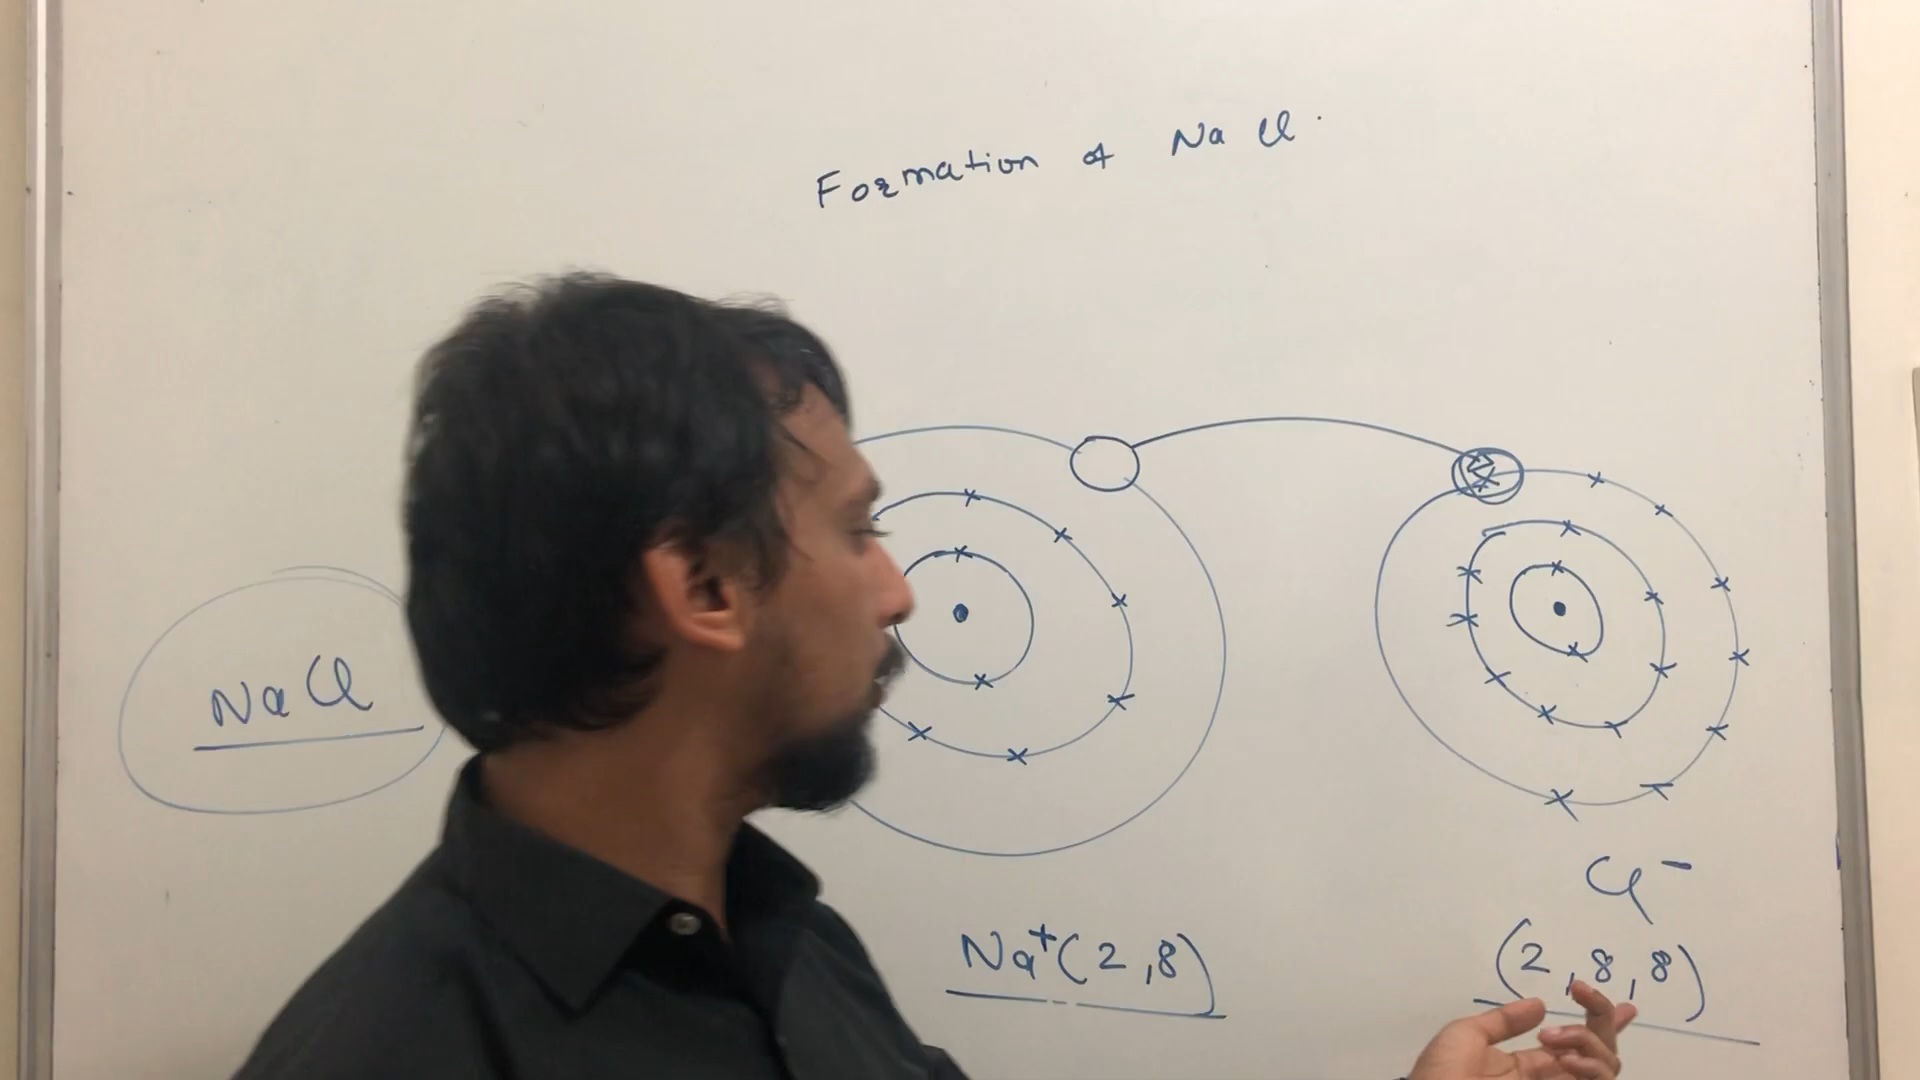 Formation of NaCl.
NaCl
Na⁺(2,8)
Cl⁻
(2,8,8)